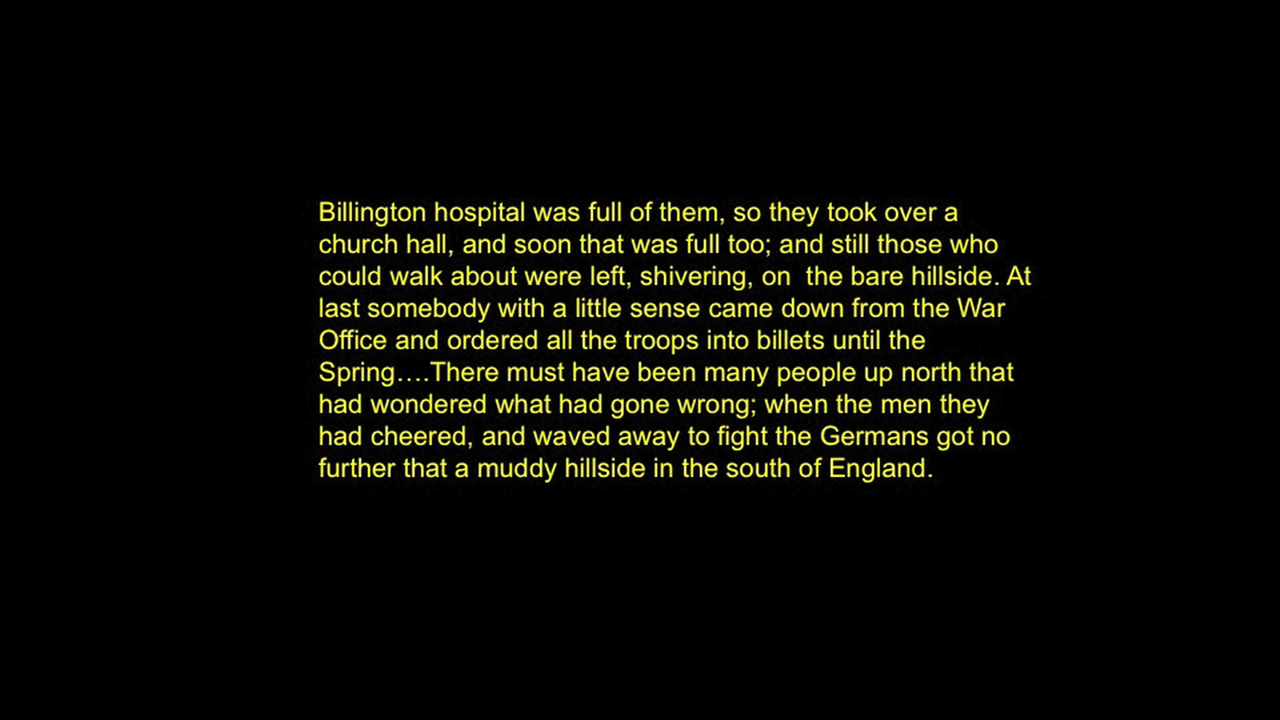 Billington hospital was full of them, so they took over a
church hall, and soon that was full too; and still those who
could walk about were left, shivering, on  the bare hillside. At
last somebody with a little sense came down from the War
Office and ordered all the troops into billets until the
Spring….There must have been many people up north that
had wondered what had gone wrong; when the men they
had cheered, and waved away to fight the Germans got no
further that a muddy hillside in the south of England.